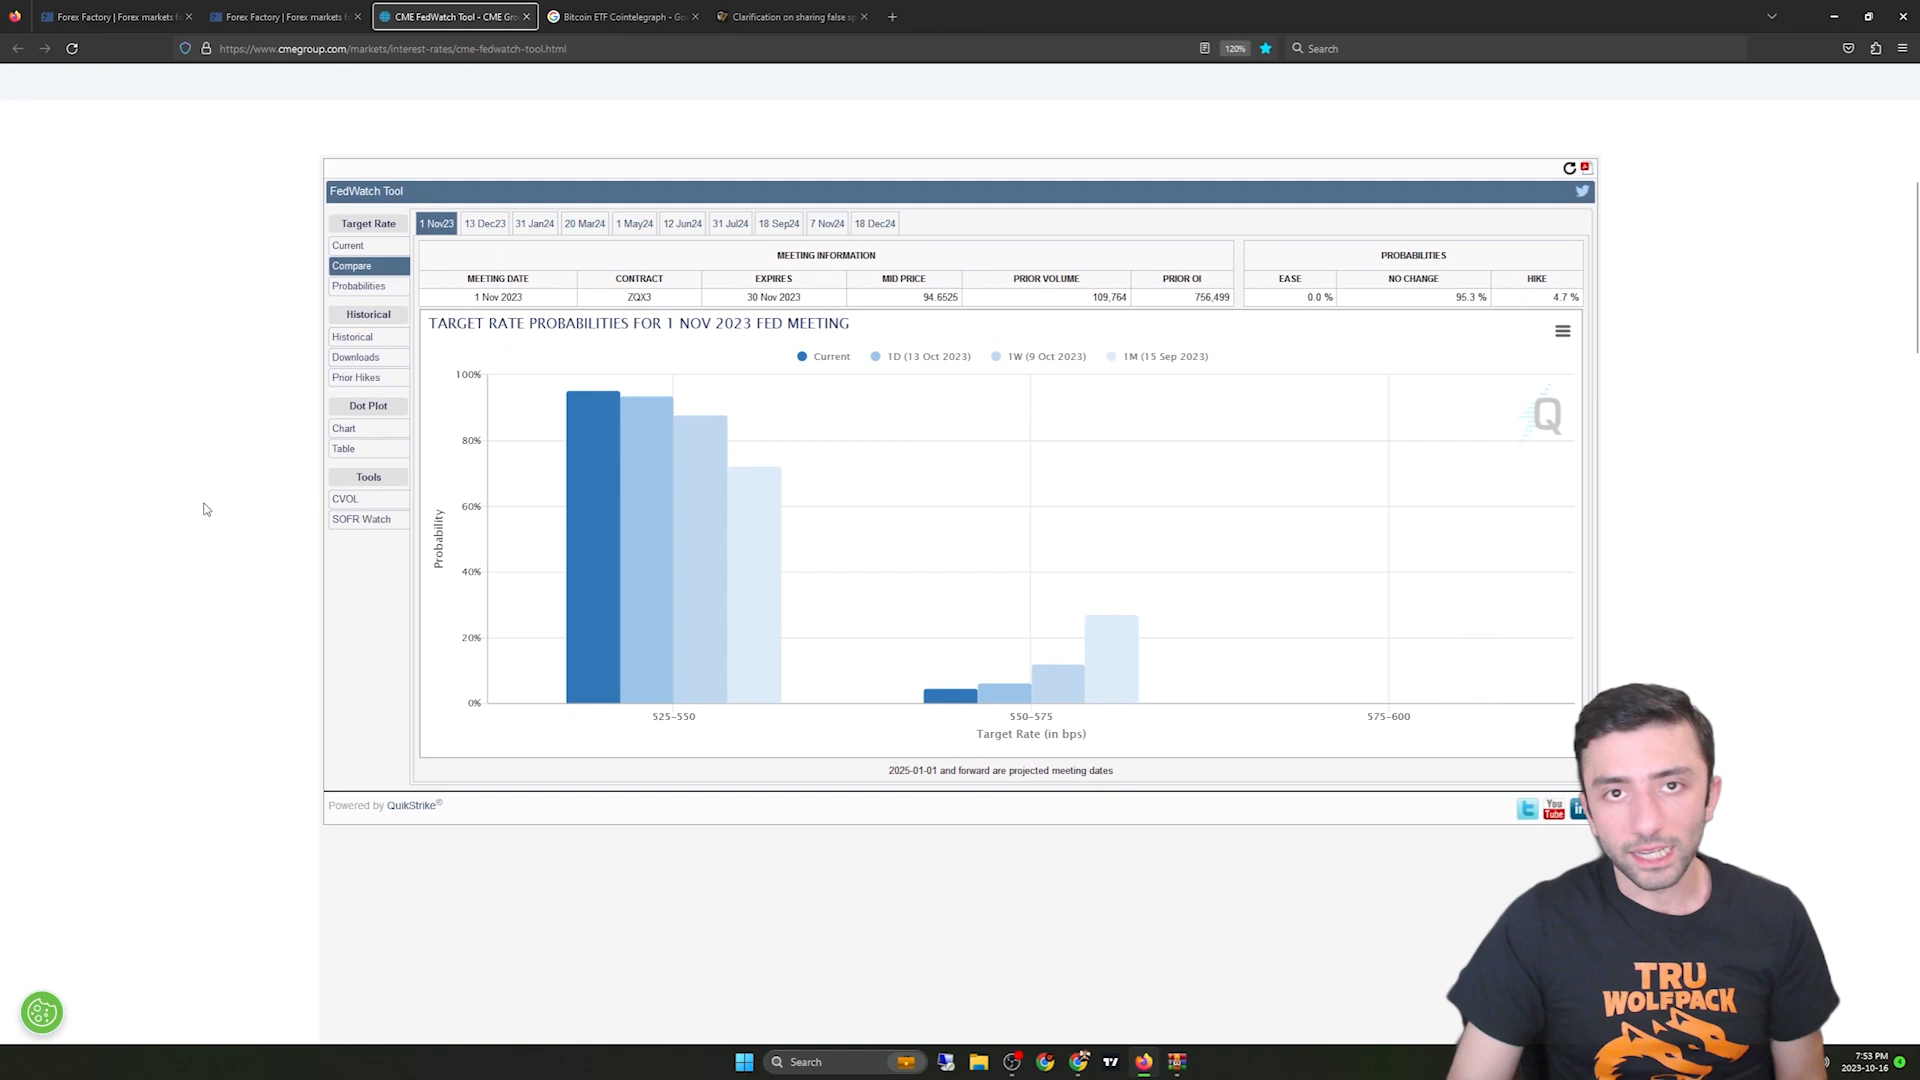 Forex Factory | Forex markets f
Forex Factory | Forex markets f
CME FedWatch Tool - CME Gro
Bitcoin ETF Cointelegraph - Go
Clarification on sharing false sp
https://www.cmegroup.com/markets/interest-rates/cme-fedwatch-tool.html
120%
Search
FedWatch Tool
Target Rate
Current
Compare
Probabilities
Historical
Historical
Downloads
Prior Hikes
Dot Plot
Chart
Table
Tools
CVOL
SOFR Watch
1 Nov23 13 Dec23 31 Jan24 20 Mar24 1 May24 12 Jun24 31 Jul24 18 Sep24 7 Nov24 18 Dec24
MEETING INFORMATION
MEETING DATE CONTRACT EXPIRES MID PRICE PRIOR VOLUME PRIOR OI
1 Nov 2023 ZQX3 30 Nov 2023 94.6525 109,764 756,499
PROBABILITIES
EASE NO CHANGE HIKE
0.0 % 95.3 % 4.7 %
TARGET RATE PROBABILITIES FOR 1 NOV 2023 FED MEETING
Current 1D (13 Oct 2023) 1W (9 Oct 2023) 1M (15 Sep 2023)
Probability
100%
80%
60%
40%
20%
0%
525-550 550-575 575-600
Target Rate (in bps)
Q
2025-01-01 and forward are projected meeting dates
Powered by QuikStrike®
You
Tube
in
TRU
WOLFPACK
Search
7:53 PM
2023-10-16
4